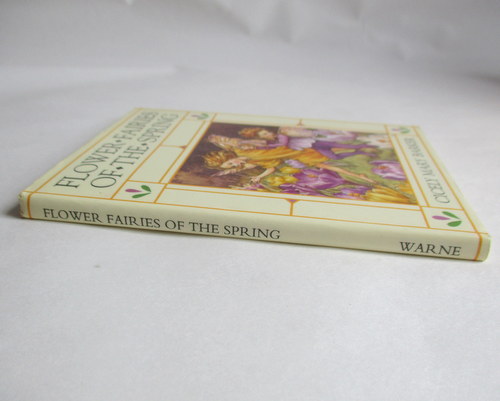 FLOWER·FAIRIES
OF·THE·SPRING
CICELY MARY BARKER
FLOWER FAIRIES OF THE SPRING
WARNE